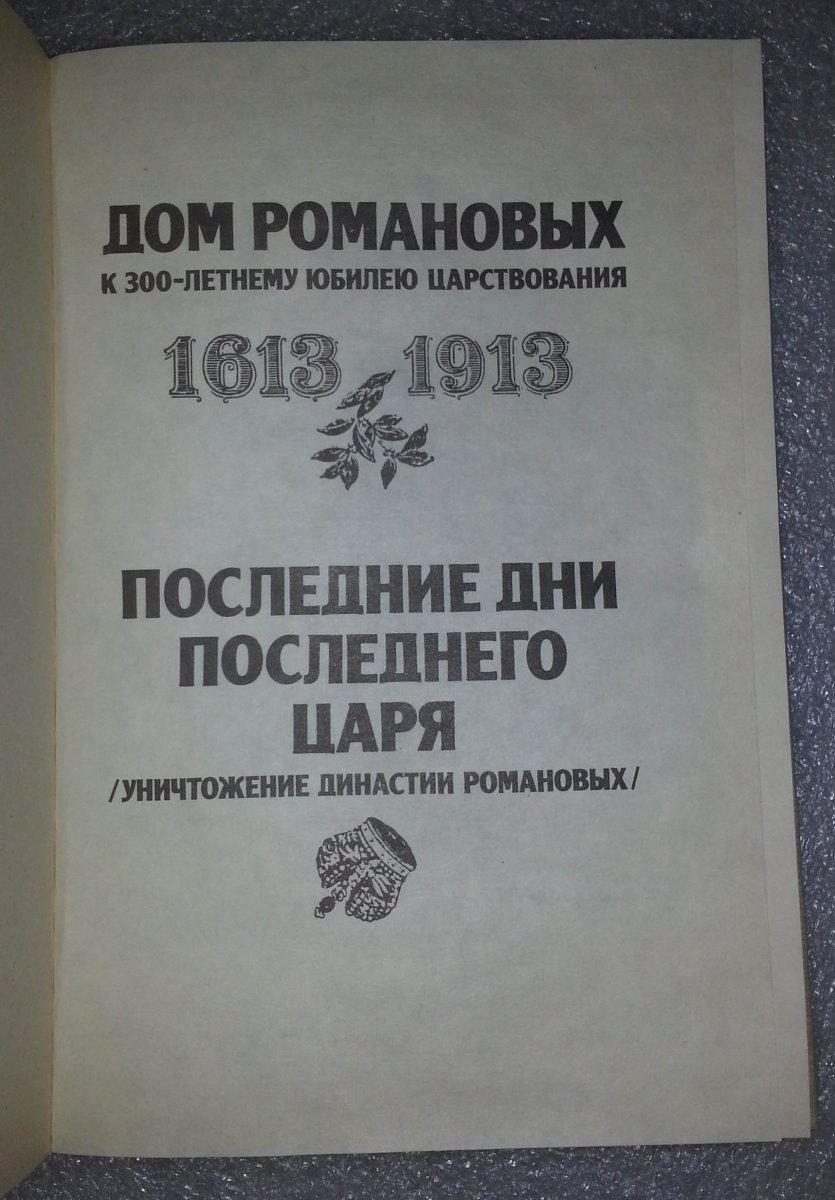 ДОМ РОМАНОВЫХ
К 300-ЛЕТНЕМУ ЮБИЛЕЮ ЦАРСТВОВАНИЯ
1613 1913
ПОСЛЕДНИЕ ДНИ
ПОСЛЕДНЕГО
ЦАРЯ
/УНИЧТОЖЕНИЕ ДИНАСТИИ РОМАНОВЫХ/